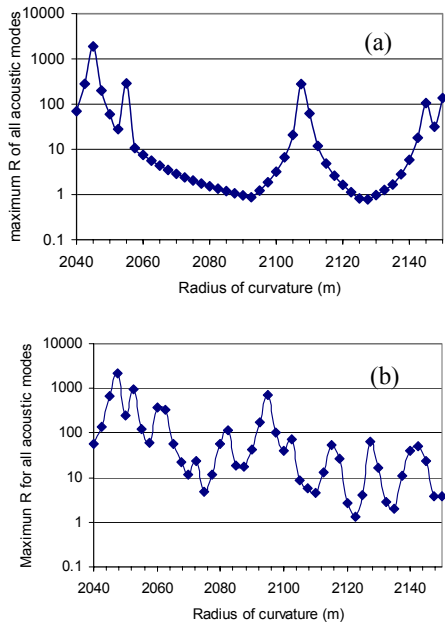 (a)
maximum R of all acoustic modes
10000
1000
100
10
1
0.1
2040 2060 2080 2100 2120 2140
Radius of curvature (m)
(b)
Maximun R for all acoustic modes
10000
1000
100
10
1
0.1
2040 2060 2080 2100 2120 2140
Radius of curvature (m)